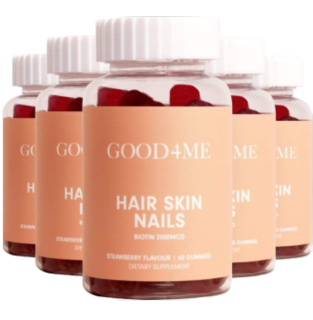 GOOD4ME
HAIR SKIN
NAILS
BIOTIN 2500MCG
STRAWBERRY FLAVOUR | 60 GUMMIES
DIETARY SUPPLEMENT